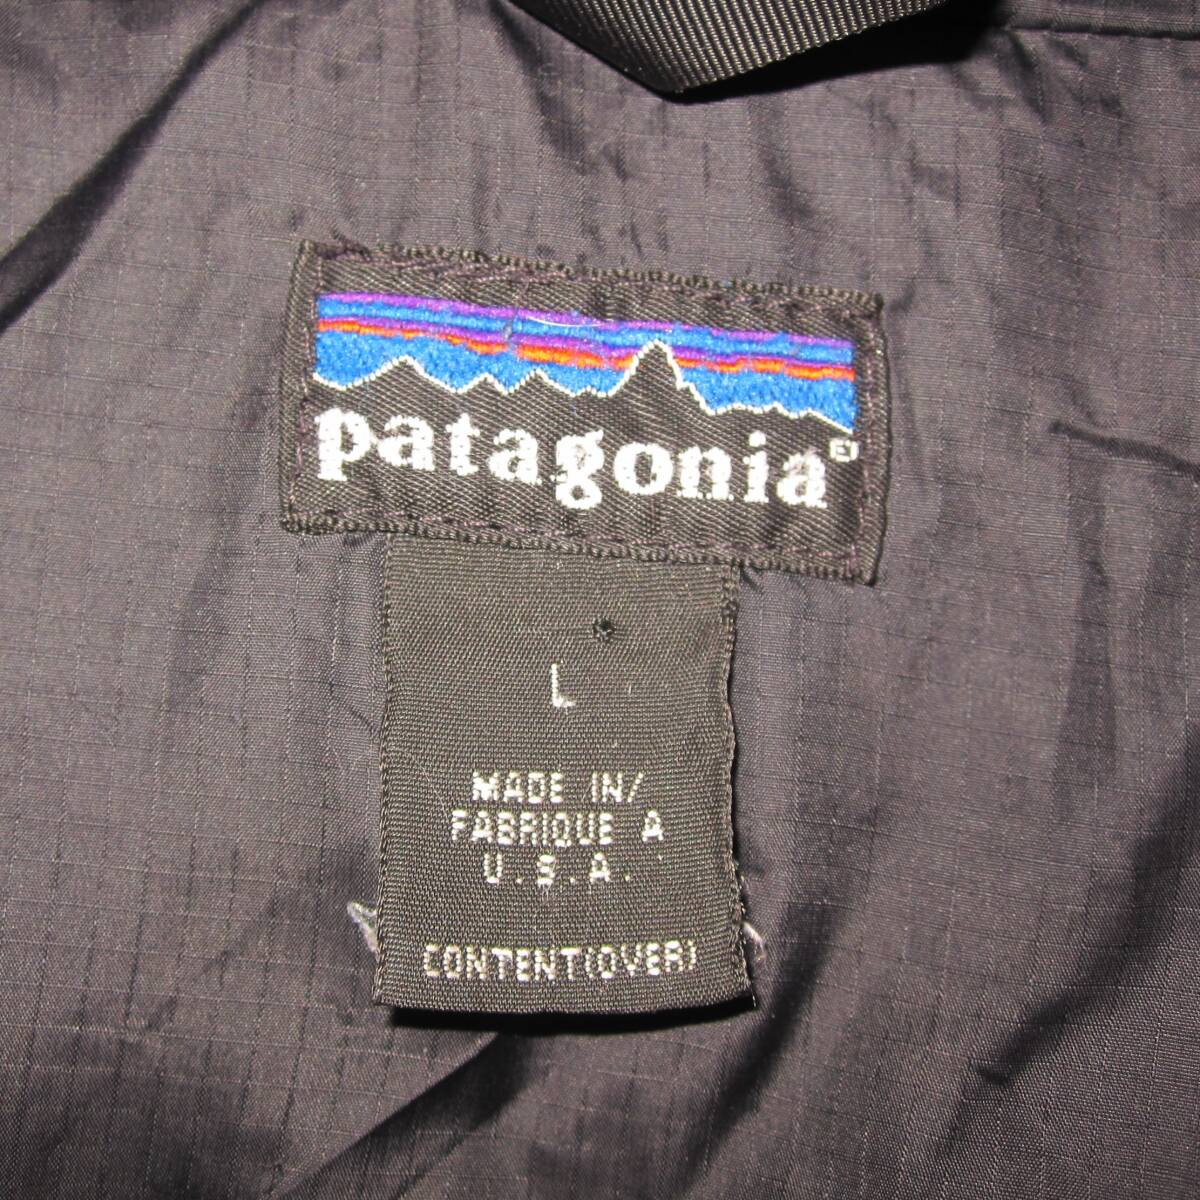 patagonia®
L
MADE IN/
FABRIQUE A
U.S.A.
CONTENT(OVER)